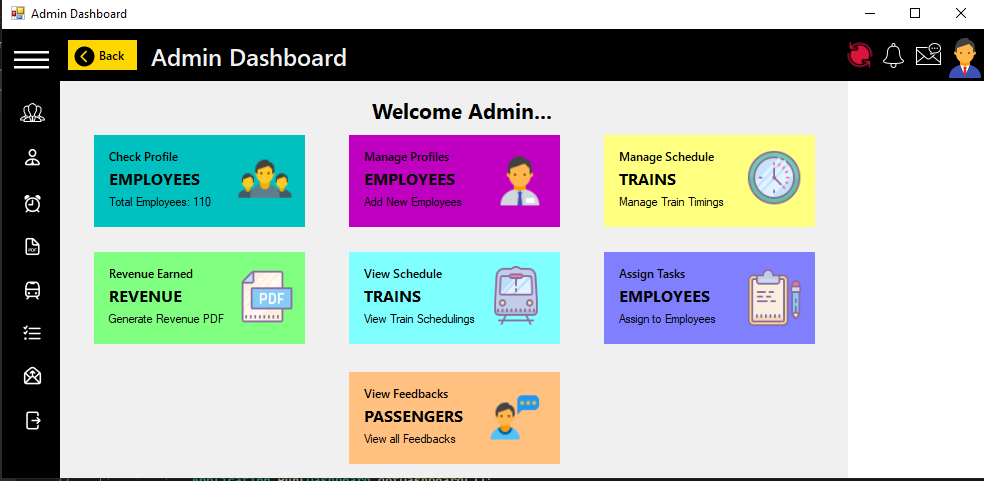 Admin Dashboard
Back
Admin Dashboard
Welcome Admin...
Check Profile
EMPLOYEES
Total Employees: 110
Manage Profiles
EMPLOYEES
Add New Employees
Manage Schedule
TRAINS
Manage Train Timings
Revenue Earned
REVENUE
Generate Revenue PDF
PDF
View Schedule
TRAINS
View Train Schedulings
Assign Tasks
EMPLOYEES
Assign to Employees
PDF
View Feedbacks
PASSENGERS
View all Feedbacks